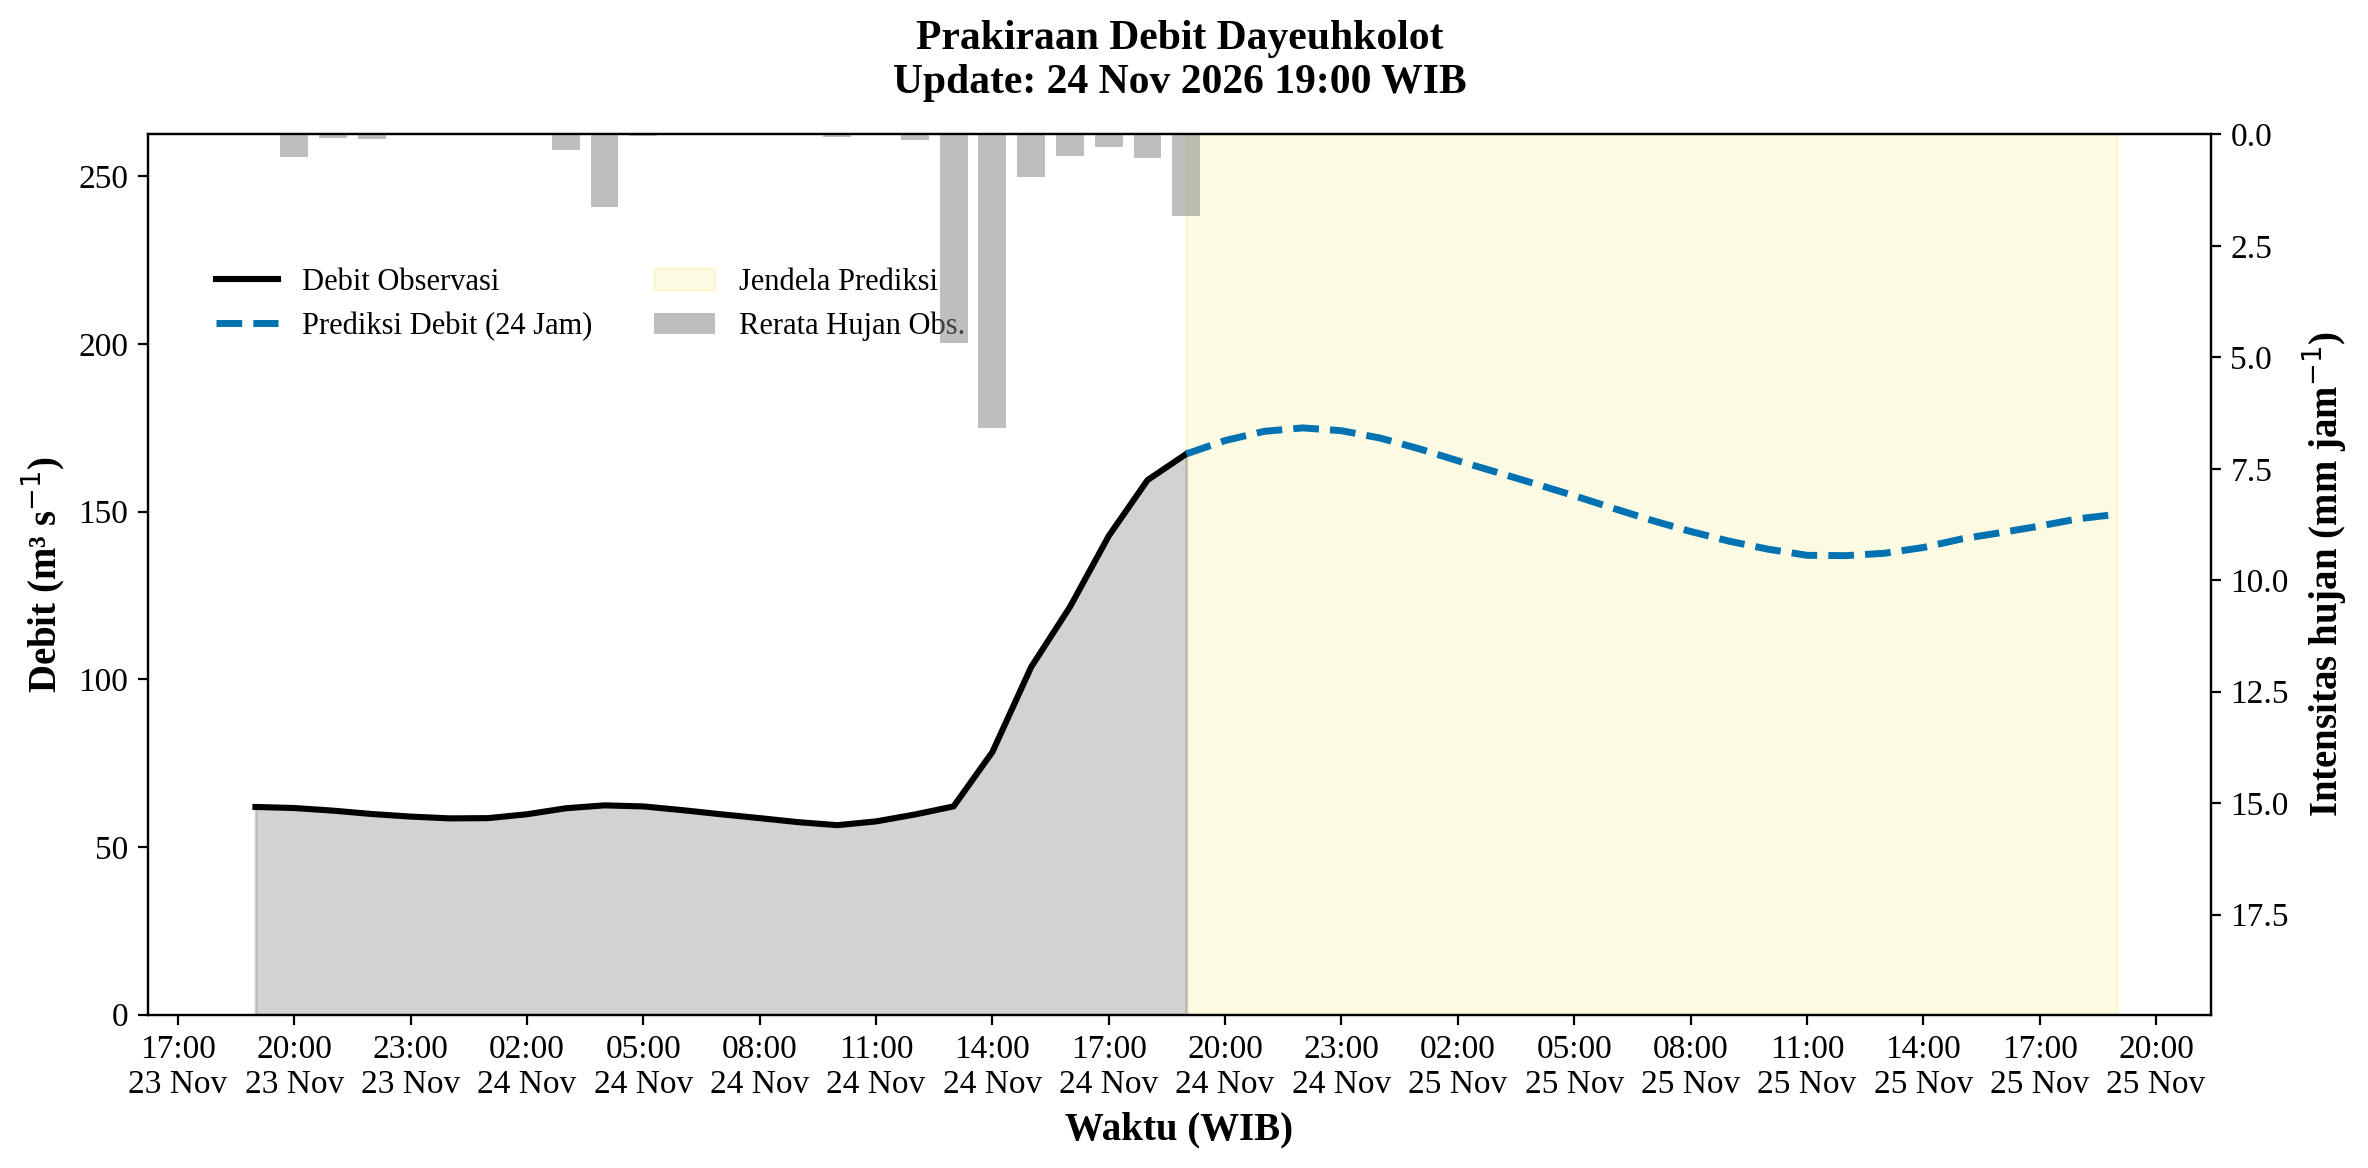 Prakiraan Debit Dayeuhkolot
Update: 24 Nov 2026 19:00 WIB
Debit (m³ s⁻¹)
250
200
150
100
50
0
Debit Observasi
Prediksi Debit (24 Jam)
Jendela Prediksi
Rerata Hujan Obs.
0.0
2.5
5.0
7.5
10.0
12.5
15.0
17.5
Intensitas hujan (mm jam⁻¹)
17:00 20:00 23:00 02:00 05:00 08:00 11:00 14:00 17:00 20:00 23:00 02:00 05:00 08:00 11:00 14:00 17:00 20:00
23 Nov 23 Nov 23 Nov 24 Nov 24 Nov 24 Nov 24 Nov 24 Nov 24 Nov 24 Nov 24 Nov 25 Nov 25 Nov 25 Nov 25 Nov 25 Nov 25 Nov 25 Nov
Waktu (WIB)